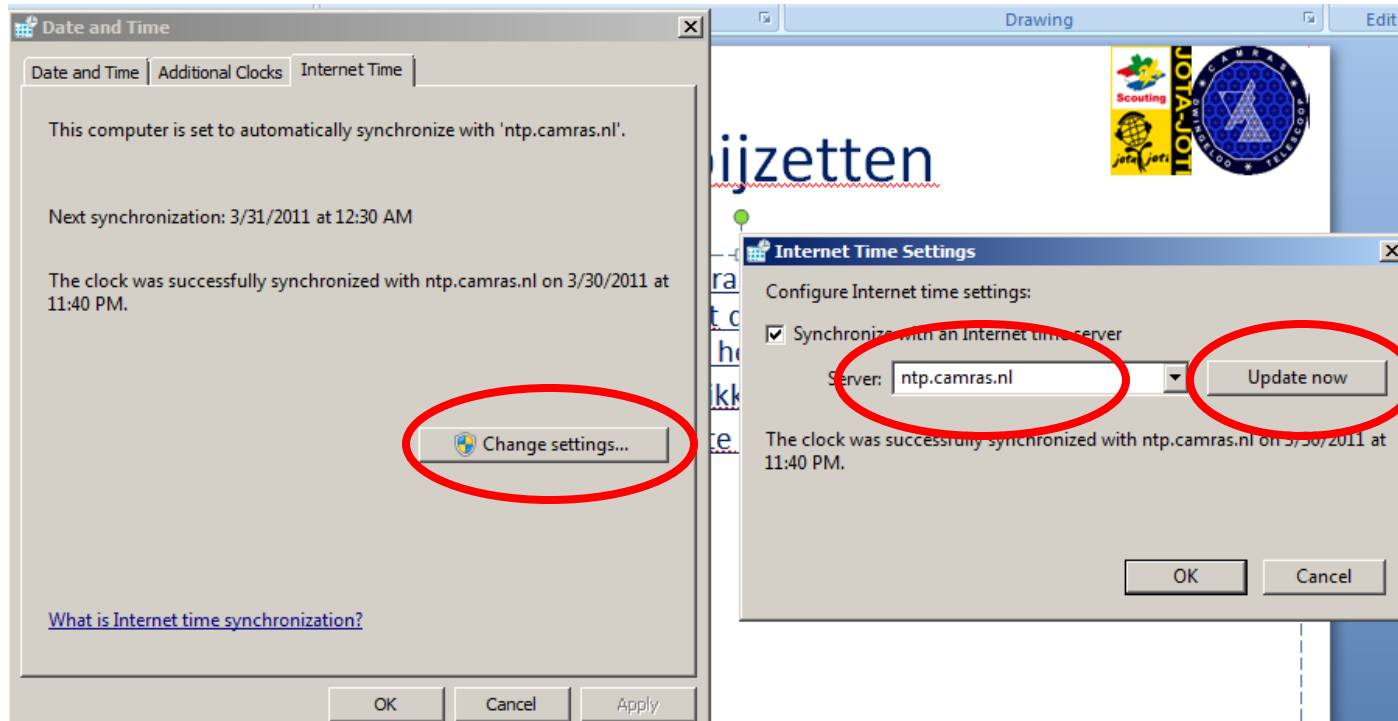 Drawing
Edit
Date and Time
Date and Time
Additional Clocks
Internet Time
This computer is set to automatically synchronize with 'ntp.camras.nl'.
Next synchronization: 3/31/2011 at 12:30 AM
The clock was successfully synchronized with ntp.camras.nl on 3/30/2011 at
11:40 PM.
Change settings...
What is Internet time synchronization?
OK
Cancel
Apply
ijzetten
Scouting
JOTA-JOTI
jota joti
CAMRAS
DWINGELOO TELESCOOP
Internet Time Settings
Configure Internet time settings:
Synchronize with an Internet time server
Server:
ntp.camras.nl
Update now
The clock was successfully synchronized with ntp.camras.nl on 3/30/2011 at
11:40 PM.
OK
Cancel